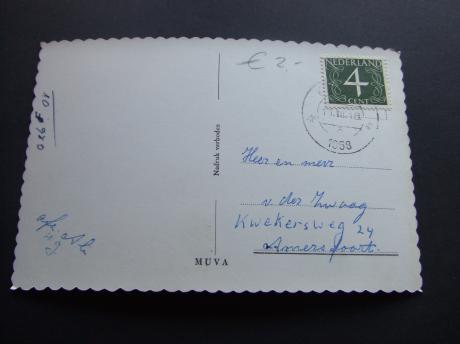 € 2.-
NEDERLAND
4
CENT
1958
Nadruk verboden
Heer en mevr
v. der Zwaag
Kwekersweg 24
Amersfoort.
MUVA